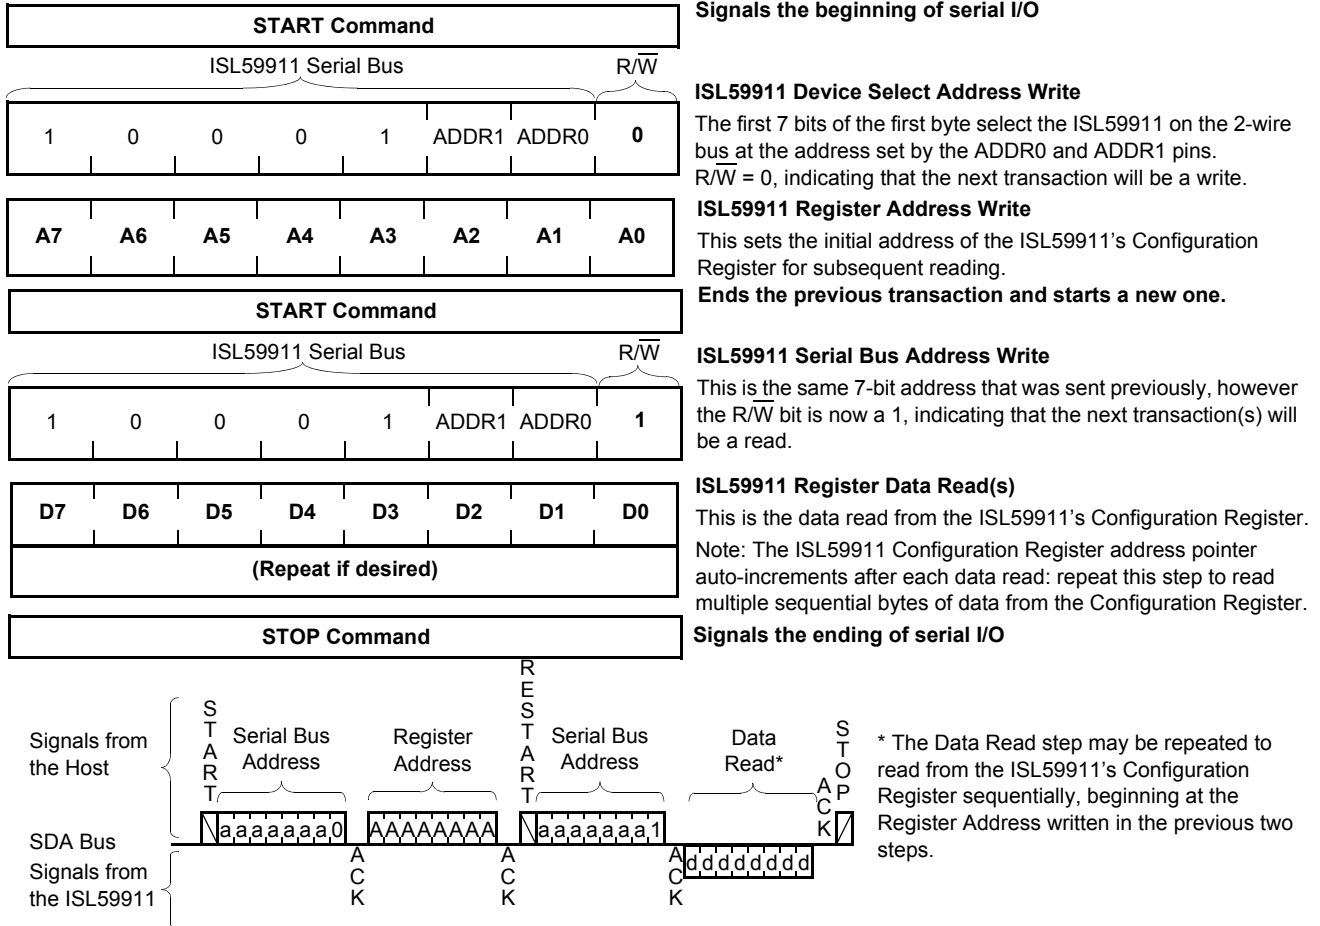 START Command
Signals the beginning of serial I/O
ISL59911 Serial Bus
R/W
1 0 0 0 1 ADDR1 ADDR0 0
ISL59911 Device Select Address Write
The first 7 bits of the first byte select the ISL59911 on the 2-wire
bus at the address set by the ADDR0 and ADDR1 pins.
R/W = 0, indicating that the next transaction will be a write.
A7 A6 A5 A4 A3 A2 A1 A0
ISL59911 Register Address Write
This sets the initial address of the ISL59911’s Configuration
Register for subsequent reading.
START Command
Ends the previous transaction and starts a new one.
ISL59911 Serial Bus
R/W
1 0 0 0 1 ADDR1 ADDR0 1
ISL59911 Serial Bus Address Write
This is the same 7-bit address that was sent previously, however
the R/W bit is now a 1, indicating that the next transaction(s) will
be a read.
D7 D6 D5 D4 D3 D2 D1 D0
(Repeat if desired)
ISL59911 Register Data Read(s)
This is the data read from the ISL59911’s Configuration Register.
Note: The ISL59911 Configuration Register address pointer
auto-increments after each data read: repeat this step to read
multiple sequential bytes of data from the Configuration Register.
STOP Command
Signals the ending of serial I/O
Signals from
the Host
START
Serial Bus
Address
Register
Address
RESTART
Serial Bus
Address
Data
Read*
ACK
STOP
aaaaaaa0
AAAAAAAA
aaaaaaa1
SDA Bus
Signals from
the ISL59911
ACK
ACK
ACK
dddddddd
* The Data Read step may be repeated to
read from the ISL59911’s Configuration
Register sequentially, beginning at the
Register Address written in the previous two
steps.